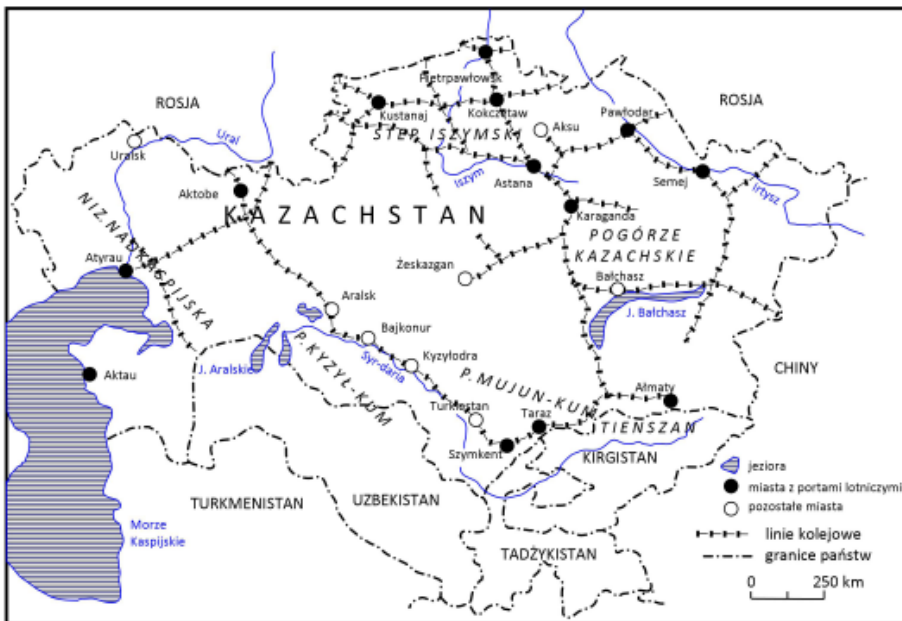 Pietrpawłowsk
ROSJA
Kustanaj
Kokczetaw
Aksu
Pawłodar
ROSJA
STEP ISZYMSKI
Ural
Uralsk
Iszym
Astana
Semej
Irtysz
Aktobe
KAZACHSTAN
Karaganda
NIZ.NADKASPIJSKA
POGÓRZE
KAZACHSKIE
Atyrau
Żeskazgan
Bałchasz
Aralsk
J. Bałchasz
Bajkonur
CHINY
J. Aralskie
Syr-daria
Kyzyłodra
Aktau
P.KYZYŁ-KUM
P.MUJUN-KUM
Ałmaty
Turkiestan
Taraz
TIENSZAN
Szymkent
KIRGISTAN
jeziora
miasta z portami lotniczymi
TURKMENISTAN
UZBEKISTAN
pozostałe miasta
Morze
Kaspijskie
linie kolejowe
TADŻYKISTAN
granice państw
0 250 km